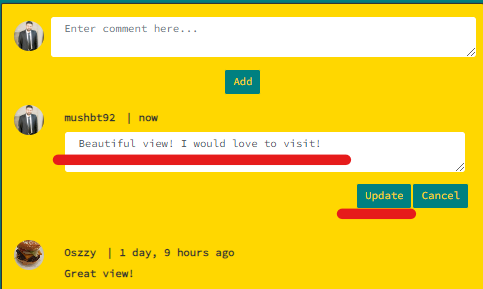 Enter comment here...
Add
mushbt92 | now
Beautiful view! I would love to visit!
Update Cancel
Oszzy | 1 day, 9 hours ago
Great view!